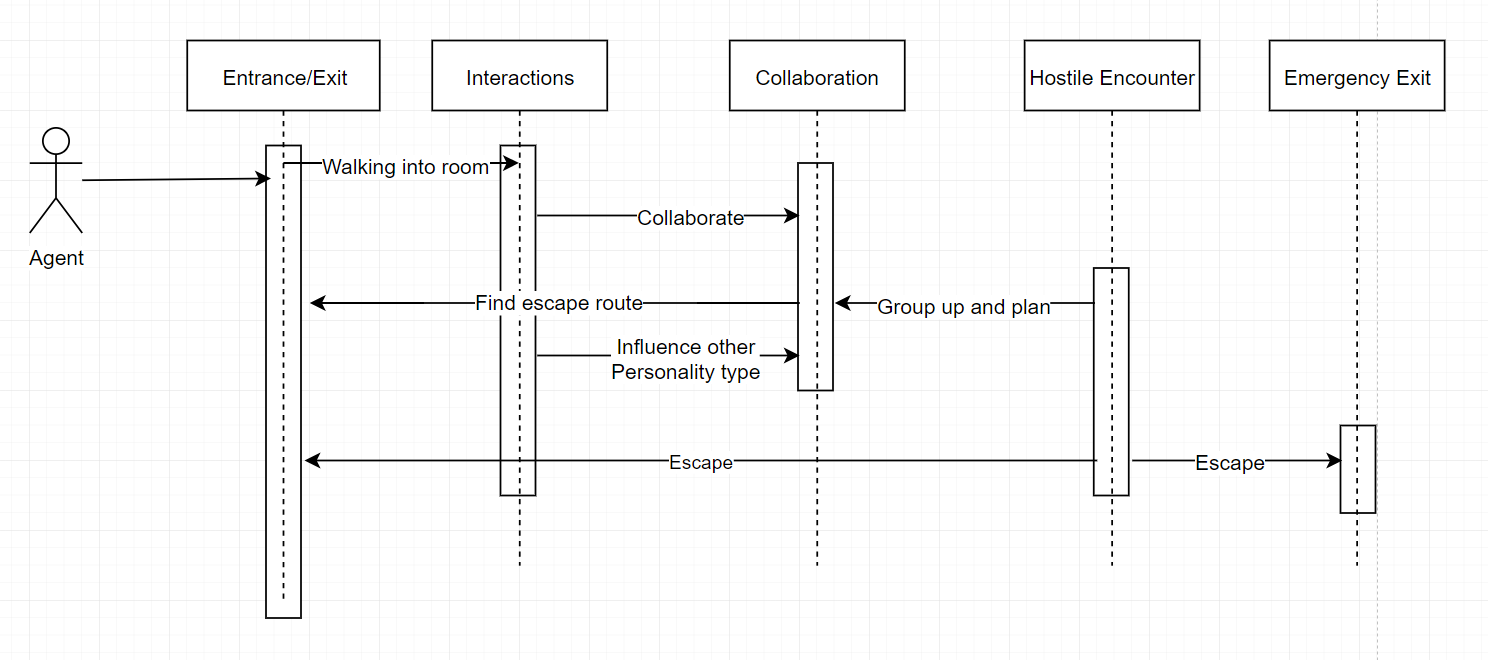 Entrance/Exit
Interactions
Collaboration
Hostile Encounter
Emergency Exit
Walking into room
Collaborate
Agent
Find escape route
Group up and plan
Influence other
Personality type
Escape
Escape